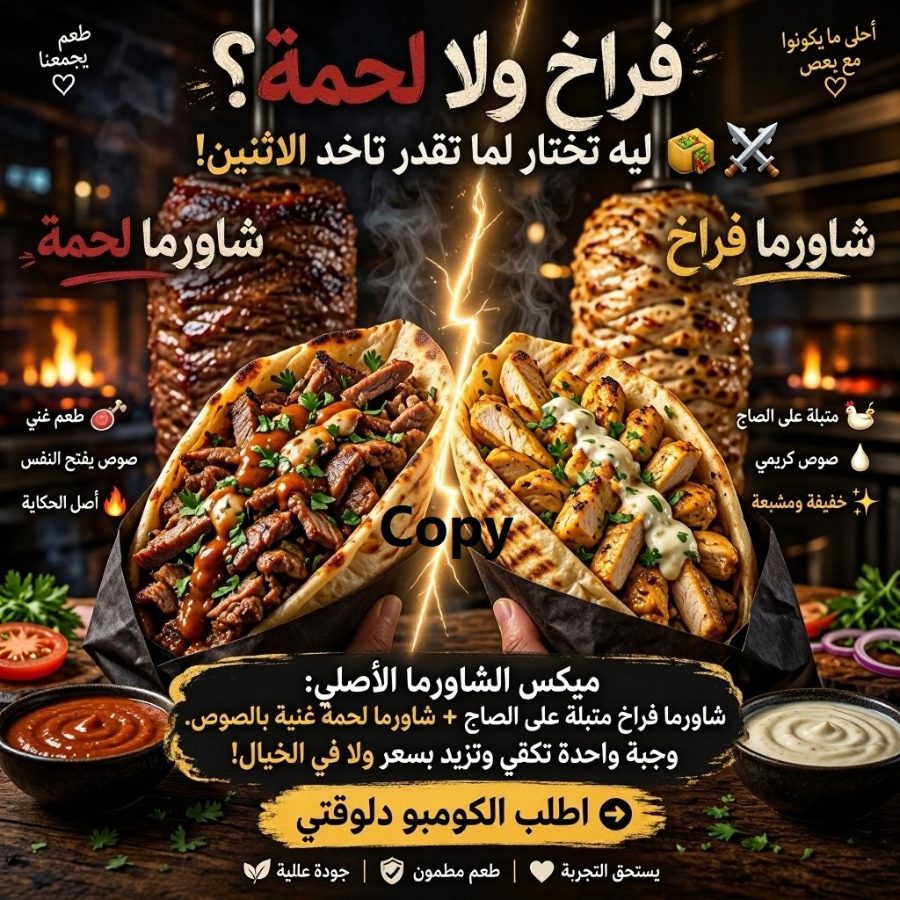 فراخ ولا لحمة؟
ليه تختار لما تقدر تاخد الاثنين!
طعم
يجمعنا
أحلى ما يكونوا
مع بعص
شاورما فراخ
شاورما لحمة
متبلة على الصاج
صوص كريمي
خفيفة ومشبعة
طعم غني
صوص يفتح النفس
أصل الحكاية
Copy
ميكس الشاورما الأصلي:
شاورما فراخ متبلة على الصاج + شاورما لحمة غنية بالصوص.
وجبة واحدة تكقي وتزيد بسعر ولا في الخيال!
اطلب الكومبو دلوقتي
يستحق التجربة | طعم مطمون | جودة عاللية